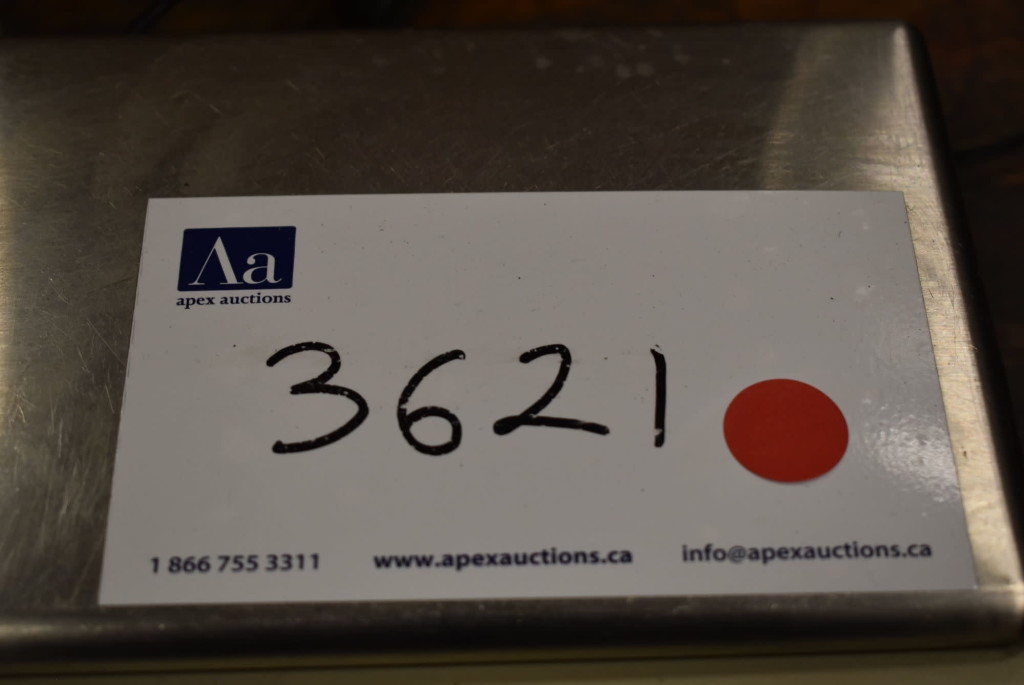 Aa
apex auctions
3621
1 866 755 3311 www.apexauctions.ca info@apexauctions.ca